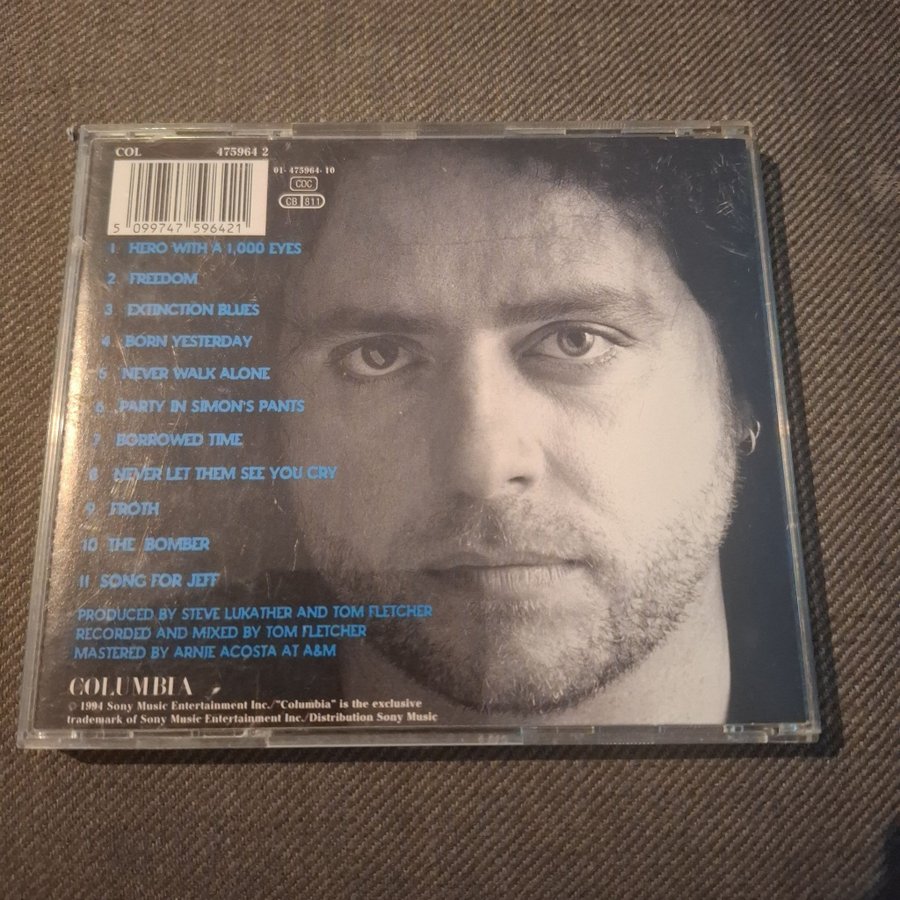 COL 475964 2
01-475964-10
CDC
CB 811
5 099747 596421
1 HERO WITH A 1,000 EYES
2 FREEDOM
3 EXTINCTION BLUES
4 BORN YESTERDAY
5 NEVER WALK ALONE
6 PARTY IN SIMON'S PANTS
7 BORROWED TIME
8 NEVER LET THEM SEE YOU CRY
9 FROTH
10 THE BOMBER
11 SONG FOR JEFF
PRODUCED BY STEVE LUKATHER AND TOM FLETCHER
RECORDED AND MIXED BY TOM FLETCHER
MASTERED BY ARNIE ACOSTA AT A&M
COLUMBIA
© 1994 Sony Music Entertainment Inc./"Columbia" is the exclusive
trademark of Sony Music Entertainment Inc./Distribution Sony Music